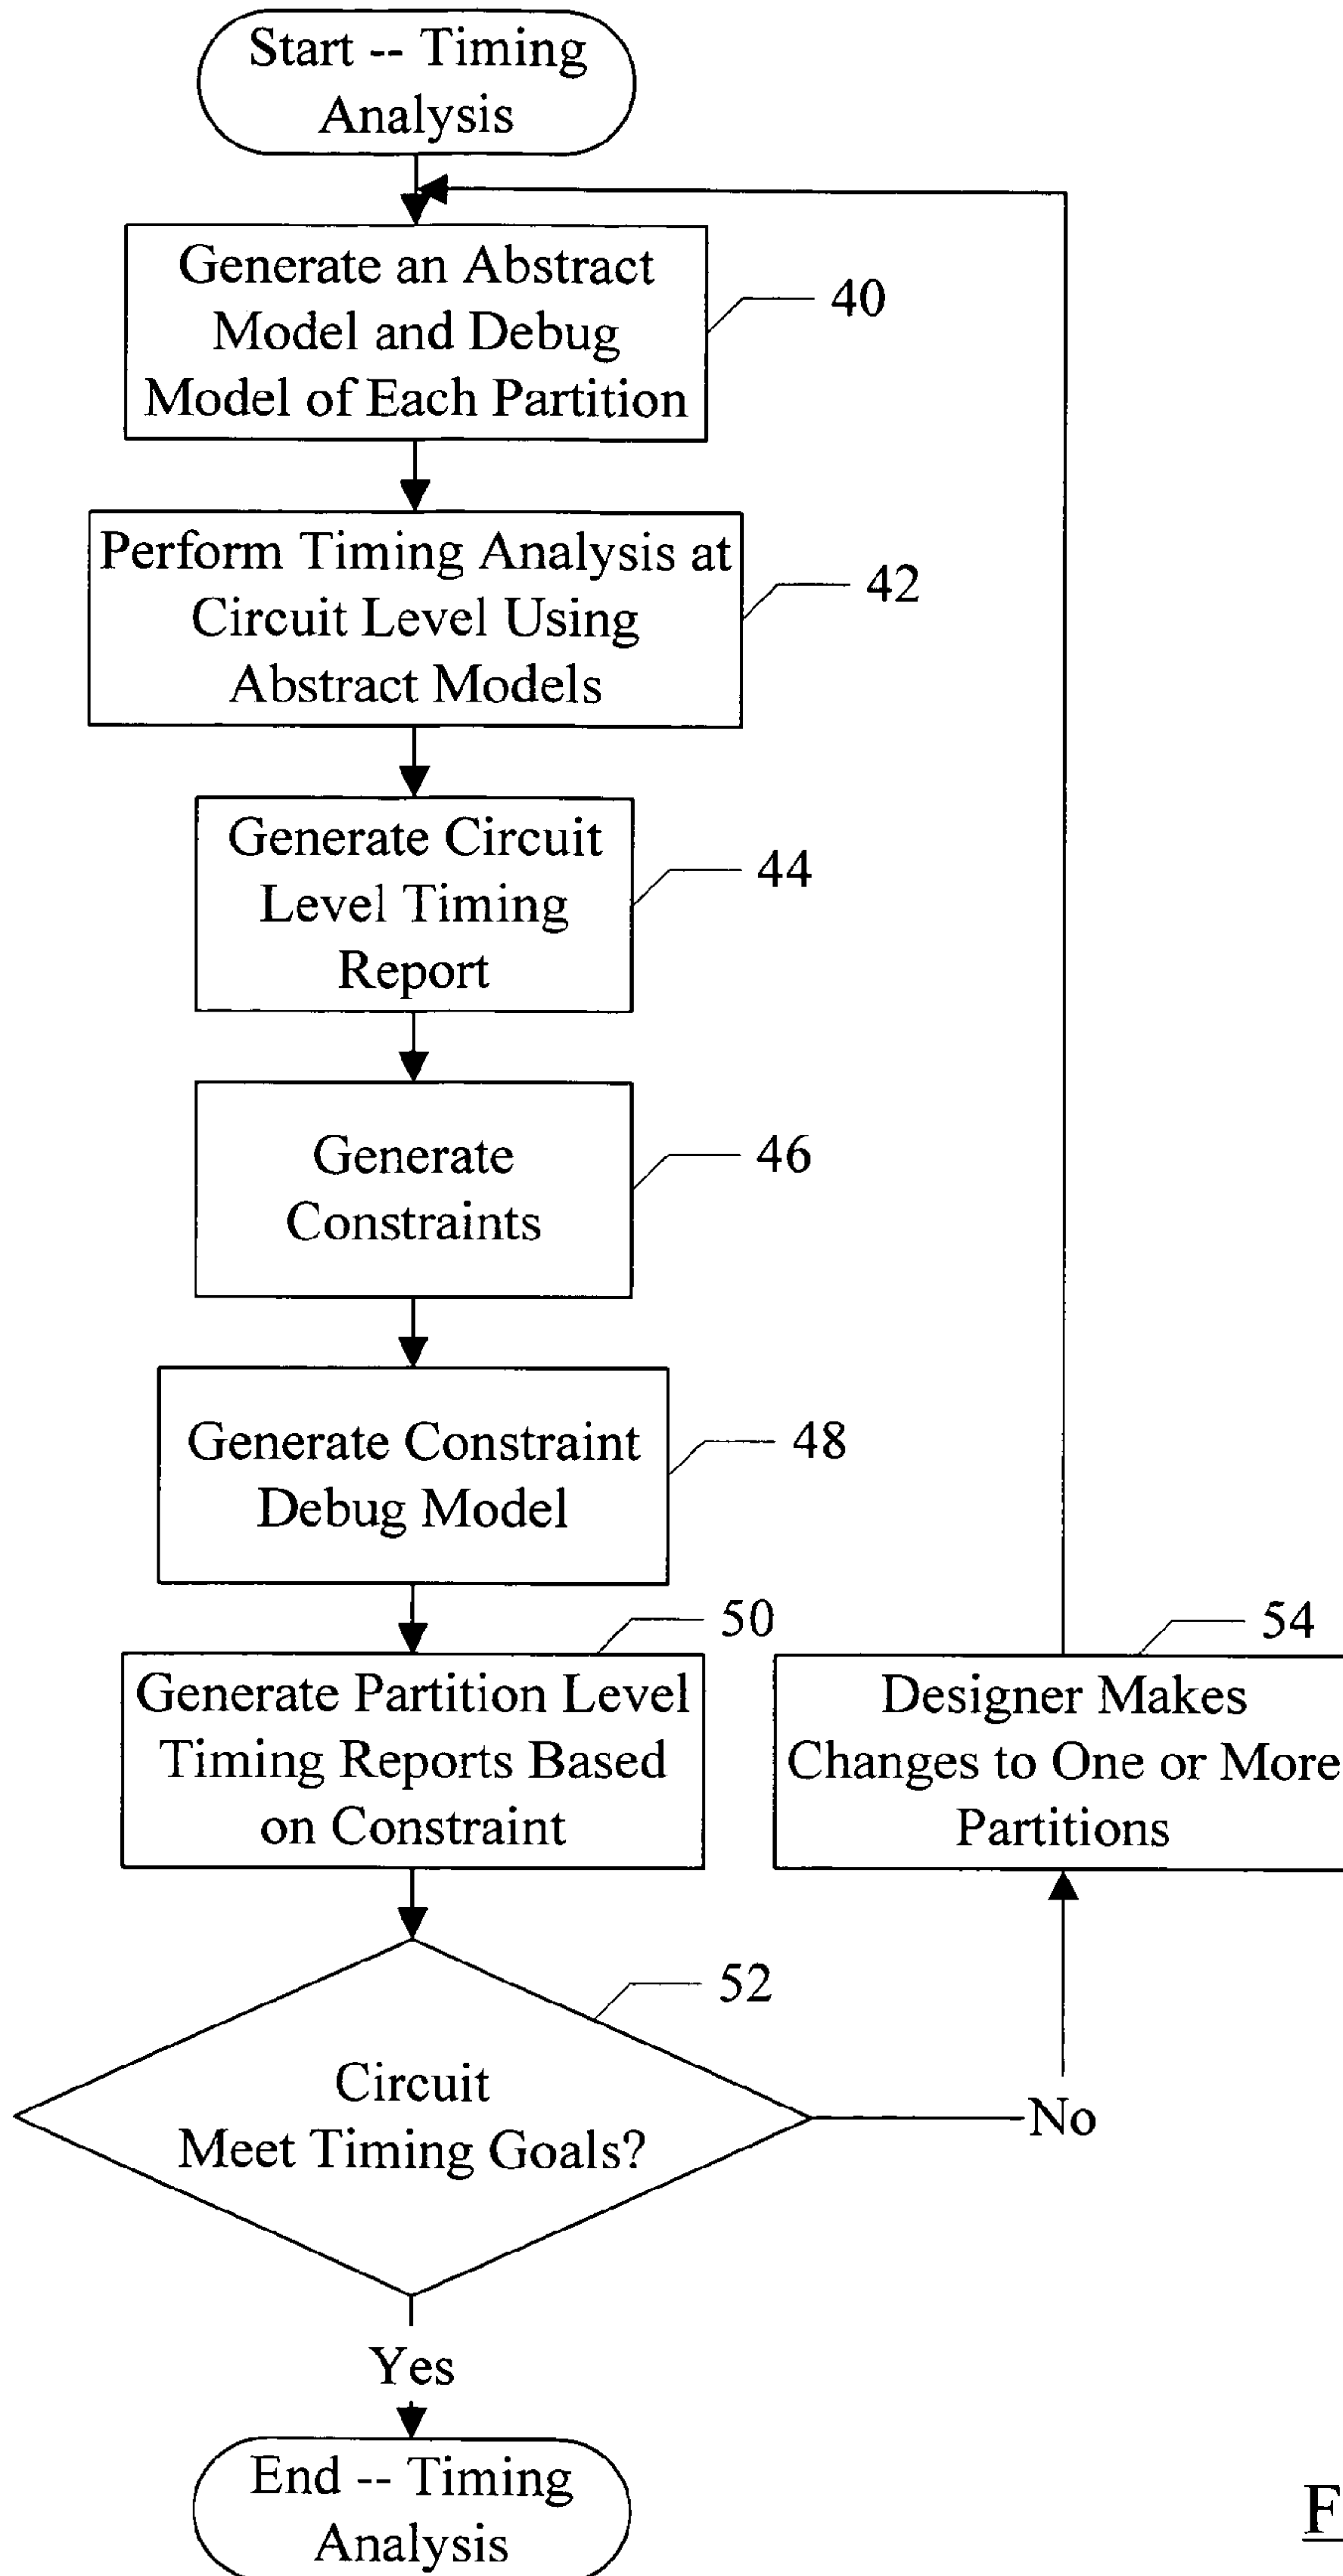 Start -- Timing
Analysis
Generate an Abstract
Model and Debug
Model of Each Partition
40
Perform Timing Analysis at
Circuit Level Using
Abstract Models
42
Generate Circuit
Level Timing
Report
44
Generate
Constraints
46
Generate Constraint
Debug Model
48
50
Generate Partition Level
Timing Reports Based
on Constraint
54
Designer Makes
Changes to One or More
Partitions
52
Circuit
Meet Timing Goals?
No
Yes
End -- Timing
Analysis